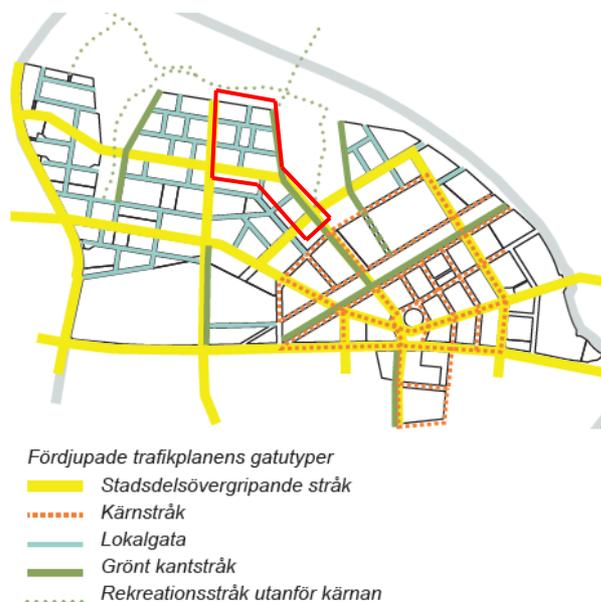 Fördjupade trafikplanens gatutyper
Stadsdelsövergripande stråk
Kärnstråk
Lokalgata
Grönt kantstråk
Rekreationsstråk utanför kärnan